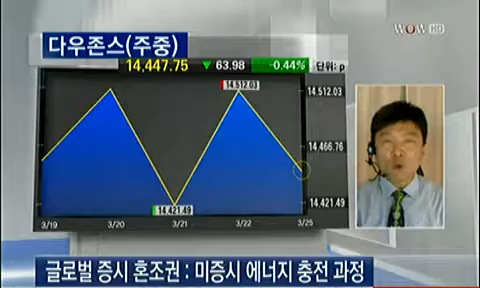 다우존스(주중)
WOW HD
14,447.75 ▼ 63.98 -0.44% 단위: p
14,512.03
14,512.03
14,466.76
14,421.49
14,421.49
3/19 3/20 3/21 3/22 3/25
글로벌 증시 혼조권 : 미증시 에너지 충전 과정